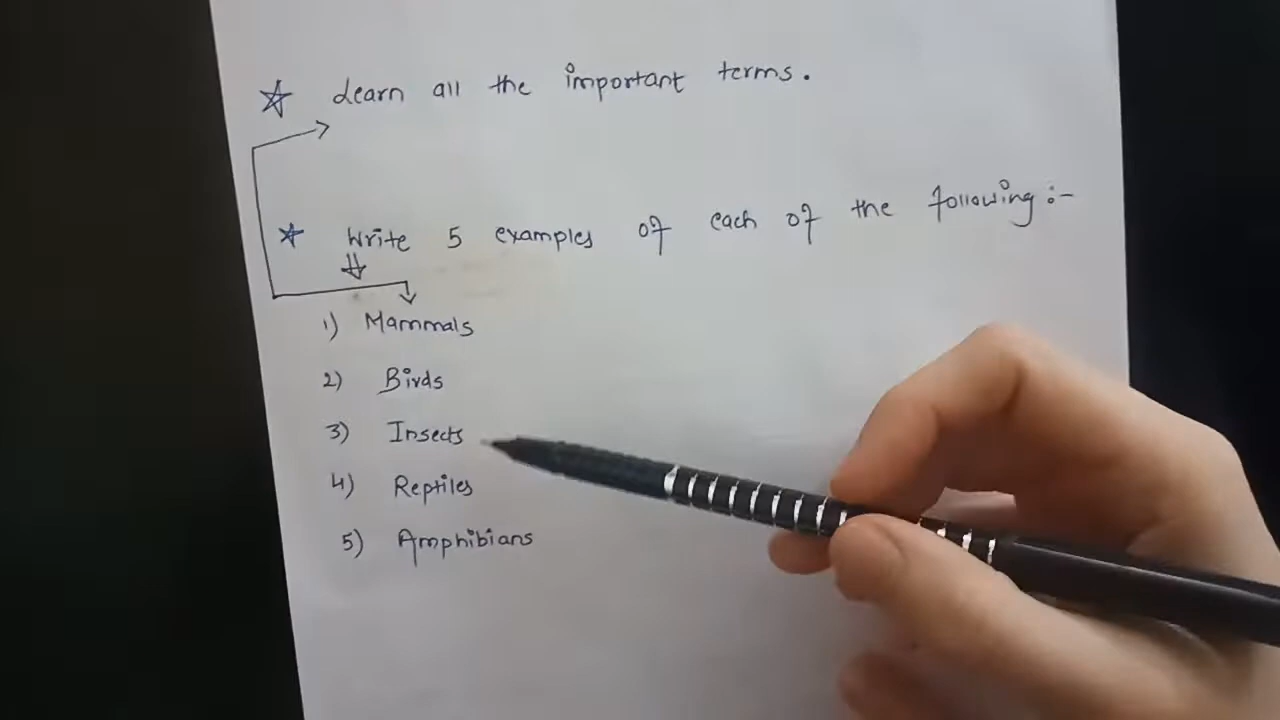 Learn all the important terms.
Write 5 examples of each of the following :-
1) Mammals
2) Birds
3) Insects
4) Reptiles
5) Amphibians